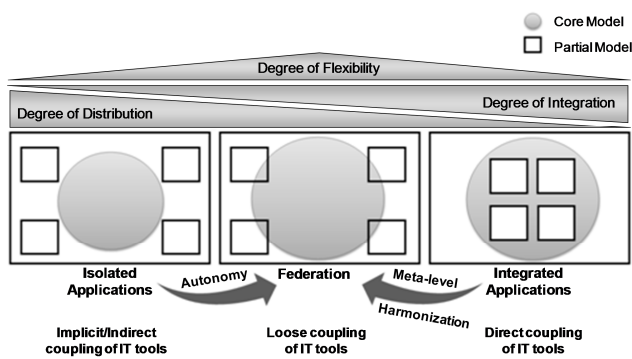 Core Model
Partial Model
Degree of Flexibility
Degree of Integration
Degree of Distribution
Isolated
Applications
Autonomy
Federation
Meta-level
Harmonization
Integrated
Applications
Implicit/Indirect
coupling of IT tools
Loose coupling
of IT tools
Direct coupling
of IT tools